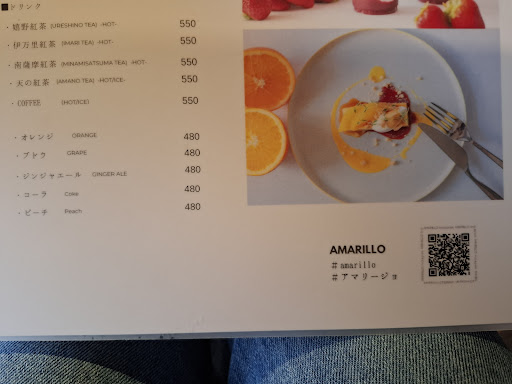 ■ドリンク
・嬉野紅茶 (URESHINO TEA) -HOT- 550
・伊万里紅茶 (IMARI TEA) -HOT- 550
・南薩摩紅茶 (MINAMISATSUMA TEA) -HOT- 550
・天の紅茶 (AMANO TEA) -HOT/ICE- 550
・COFFEE (HOT/ICE) 550
・オレンジ ORANGE 480
・ブドウ GRAPE 480
・ジンジャエール GINGER ALE 480
・コーラ Coke 480
・ピーチ Peach 480
AMARILLO
#amarillo
#アマリージョ